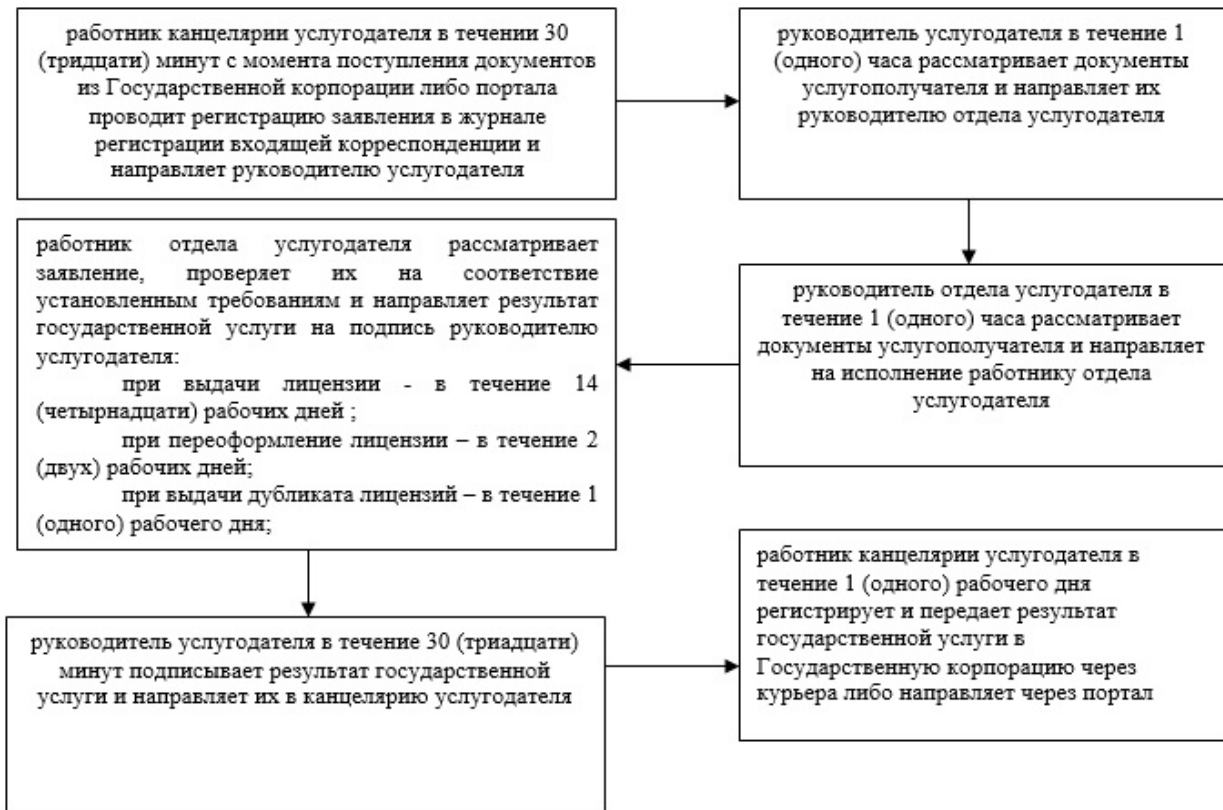 работник канцелярии услугодателя в течении 30
(тридцати) минут с момента поступления документов
из Государственной корпорации либо портала
проводит регистрацию заявления в журнале
регистрации входящей корреспонденции и
направляет руководителю услугодателя
руководитель услугодателя в течение 1
(одного) часа рассматривает документы
услугополучателя и направляет их
руководителю отдела услугодателя
руководитель отдела услугодателя в
течение 1 (одного) часа рассматривает
документы услугополучателя и направляет
на исполнение работнику отдела
услугодателя
работник отдела услугодателя рассматривает
заявление, проверяет их на соответствие
установленным требованиям и направляет результат
государственной услуги на подпись руководителю
услугодателя:
при выдачи лицензии - в течение 14
(четырнадцати) рабочих дней ;
при переоформление лицензии – в течение 2
(двух) рабочих дней;
при выдачи дубликата лицензий – в течение 1
(одного) рабочего дня;
руководитель услугодателя в течение 30 (триадцати)
минут подписывает результат государственной
услуги и направляет их в канцелярию услугодателя
работник канцелярии услугодателя в
течение 1 (одного) рабочего дня
регистрирует и передает результат
государственной услуги в
Государственную корпорацию через
курьера либо направляет через портал